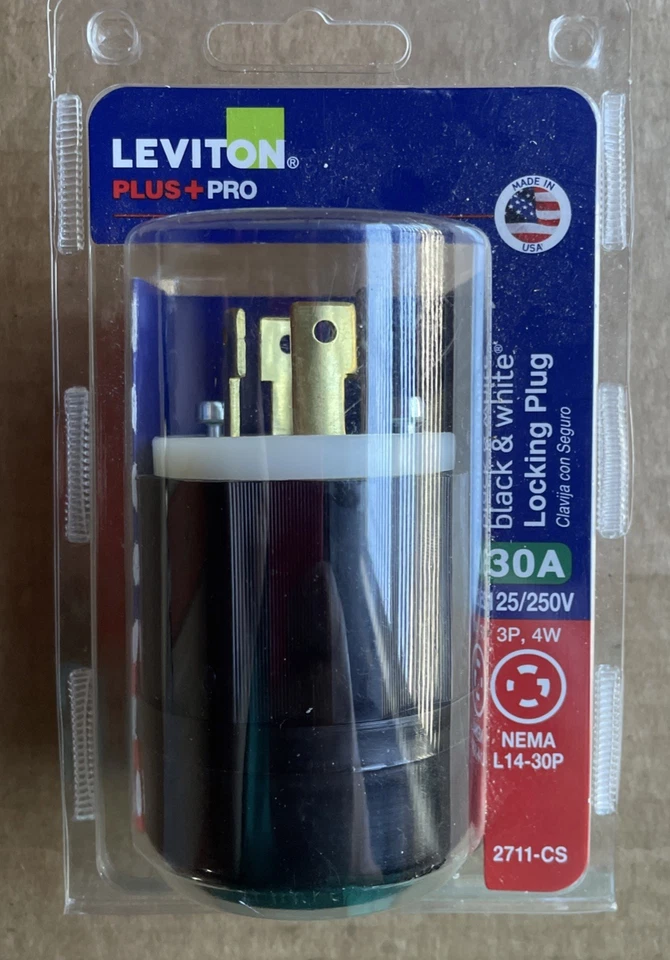 LEVITON®
PLUS+PRO
MADE IN
USA
black & white®
Locking Plug
Clavija con Seguro
30A
125/250V
3P, 4W
NEMA
L14-30P
2711-CS